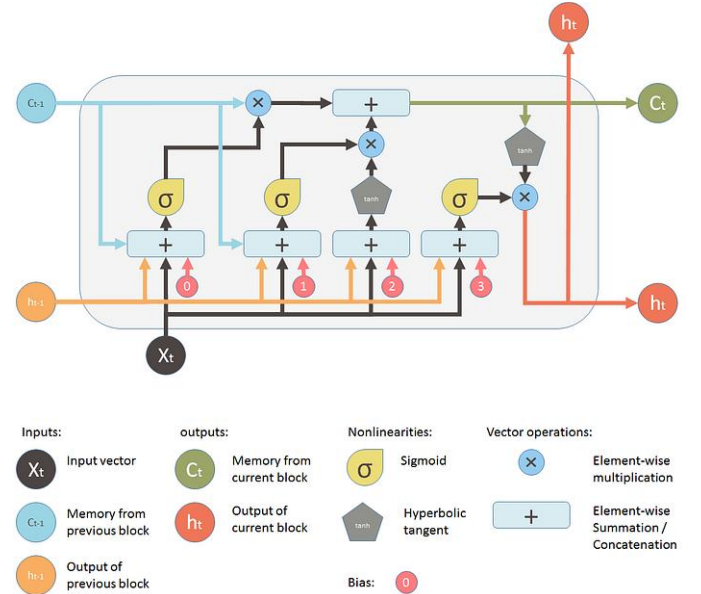 ht
Ct-1
×
+
Ct
tanh
×
σ
σ
tanh
σ
×
+
+
+
+
0
1
2
3
ht-1
ht
Xt
Inputs:
outputs:
Nonlinearities:
Vector operations:
Xt
Input vector
Ct
Memory from
current block
σ
Sigmoid
×
Element-wise
multiplication
Ct-1
Memory from
previous block
ht
Output of
current block
tanh
Hyperbolic
tangent
+
Element-wise
Summation /
Concatenation
ht-1
Output of
previous block
Bias:
0